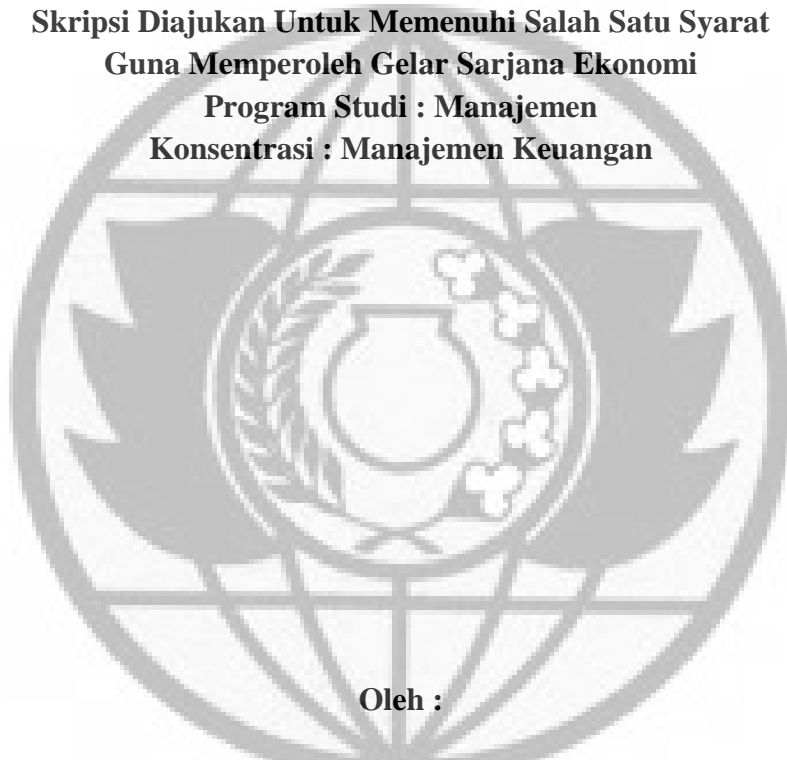 Skripsi Diajukan Untuk Memenuhi Salah Satu Syarat
Guna Memperoleh Gelar Sarjana Ekonomi
Program Studi : Manajemen
Konsentrasi : Manajemen Keuangan
Oleh :